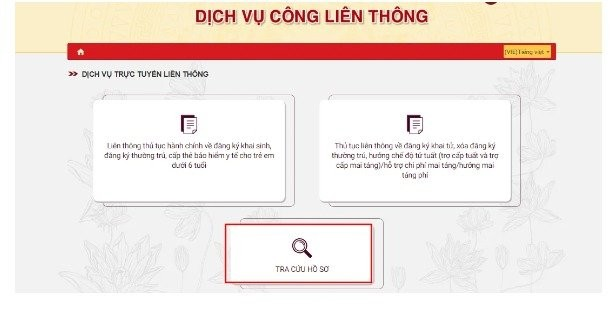 DỊCH VỤ CÔNG LIÊN THÔNG
[VIE] Tiếng việt
DỊCH VỤ TRỰC TUYẾN LIÊN THÔNG
Liên thông thủ tục hành chính về đăng ký khai sinh,
đăng ký thường trú, cấp thẻ bảo hiểm y tế cho trẻ em
dưới 6 tuổi
Thủ tục liên thông về đăng ký khai tử, xóa đăng ký
thường trú, hưởng chế độ tử tuất (trợ cấp tuất và trợ
cấp mai táng)/hỗ trợ chi phí mai táng/hưởng mai
táng phí
TRA CỨU HỒ SƠ